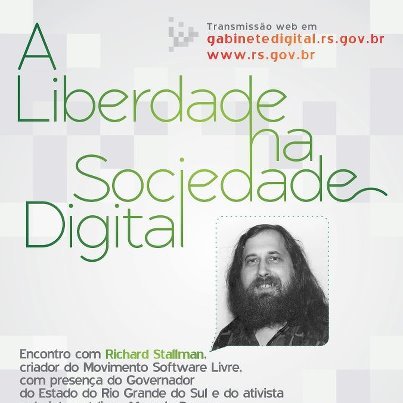 A
Transmissão web em
gabinetedigital.rs.gov.br
www.rs.gov.br
Liberdade
na
Sociedade
Digital
Encontro com Richard Stallman,
criador do Movimento Software Livre,
com presença do Governador
do Estado do Rio Grande do Sul e do ativista